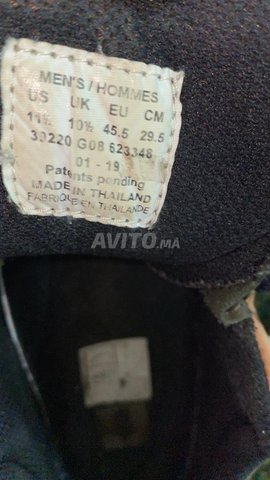 MEN'S / HOMMES
US UK EU CM
11½ 10½ 45.5 29.5
39220 G08 623348
01 - 19
Patents pending
MADE IN THAILAND
FABRIQUE EN THAILANDE
AVITO.MA